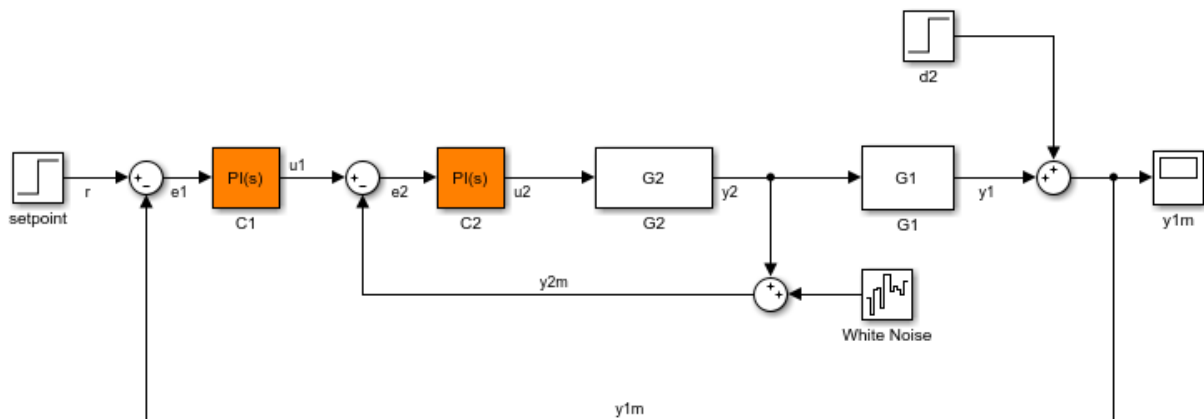 d2
PI(s)
u1
PI(s)
G2
G1
r
e1
e2
u2
y2
y1
setpoint
C1
C2
G2
G1
y1m
y2m
White Noise
y1m